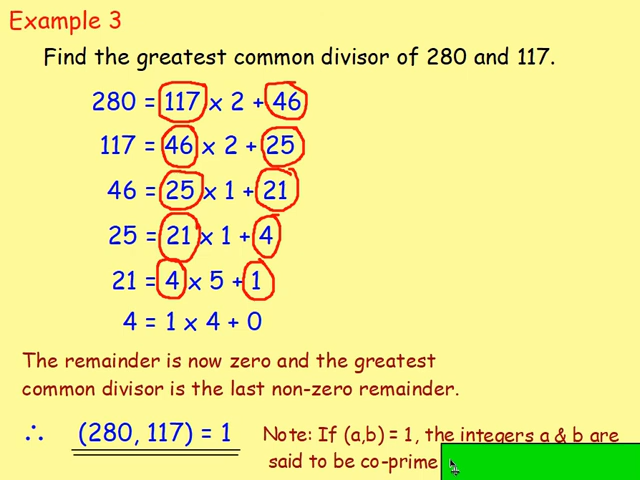 Example 3
Find the greatest common divisor of 280 and 117.
280 = 117 x 2 + 46
117 = 46 x 2 + 25
46 = 25 x 1 + 21
25 = 21 x 1 + 4
21 = 4 x 5 + 1
4 = 1 x 4 + 0
The remainder is now zero and the greatest
common divisor is the last non-zero remainder.
∴ (280, 117) = 1
Note: If (a,b) = 1, the integers a & b are
said to be co-prime